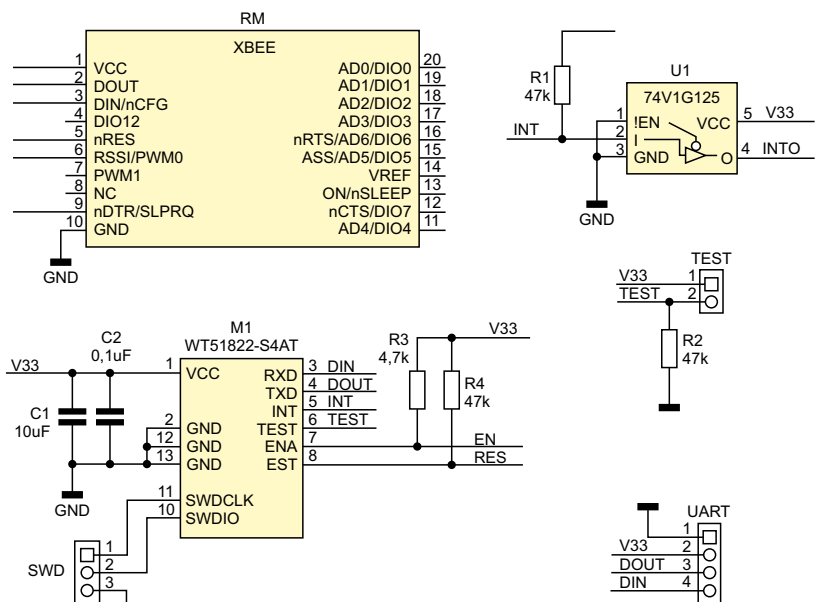 RM
XBEE
1 VCC
2 DOUT
3 DIN/nCFG
4 DIO12
5 nRES
6 RSSI/PWM0
7 PWM1
8 NC
9 nDTR/SLPRQ
10 GND
GND
AD0/DIO0 20
AD1/DIO1 19
AD2/DIO2 18
AD3/DIO3 17
nRTS/AD6/DIO6 16
ASS/AD5/DIO5 15
VREF 14
ON/nSLEEP 13
nCTS/DIO7 12
AD4/DIO4 11
R1
47k
INT
U1
74V1G125
1 !EN
2 I
3 GND
VCC 5 V33
O 4 INTO
GND
TEST
V33 1
TEST 2
R2
47k
M1
WT51822-S4AT
C2
0,1uF
V33
C1
10uF
GND
1 VCC
2 GND
12 GND
13 GND
11 SWDCLK
10 SWDIO
RXD 3 DIN
TXD 4 DOUT
INT 5 INT
TEST 6 TEST
ENA 7 EN
EST 8 RES
R3
4,7k
R4
47k
V33
SWD
1
2
3
UART
1
V33 2
DOUT 3
DIN 4